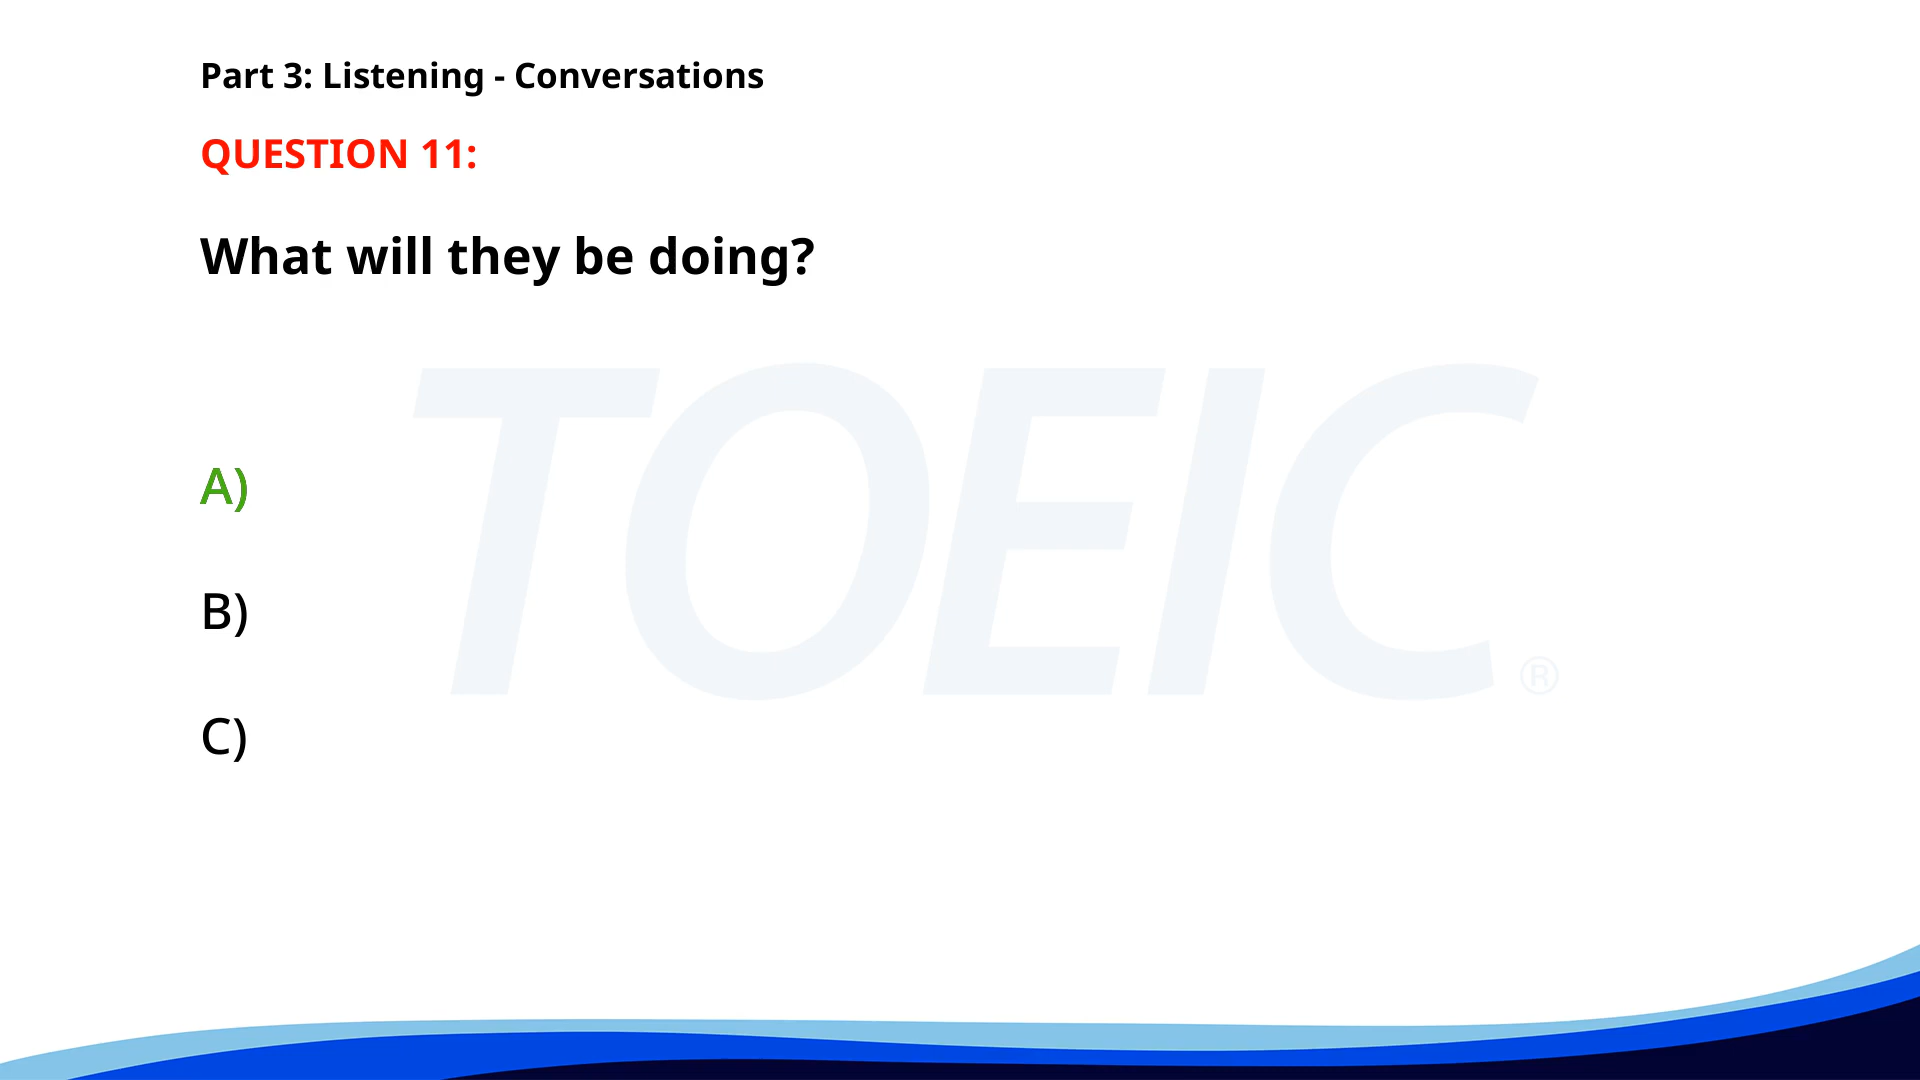 Part 3: Listening - Conversations
QUESTION 11:
What will they be doing?
TOEIC®
A)
B)
C)